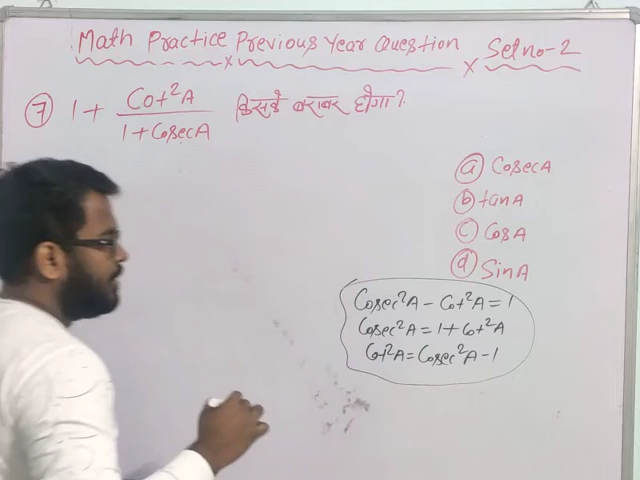 Math Practice Previous Year Question Set no-2
⑦ 1 + Cot²A / 1 + CosecA किसके बराबर होगा?
ⓐ CosecA
ⓑ tanA
ⓒ CosA
ⓓ SinA
Cosec²A - Cot²A = 1
Cosec²A = 1 + Cot²A
Cot²A = Cosec²A - 1